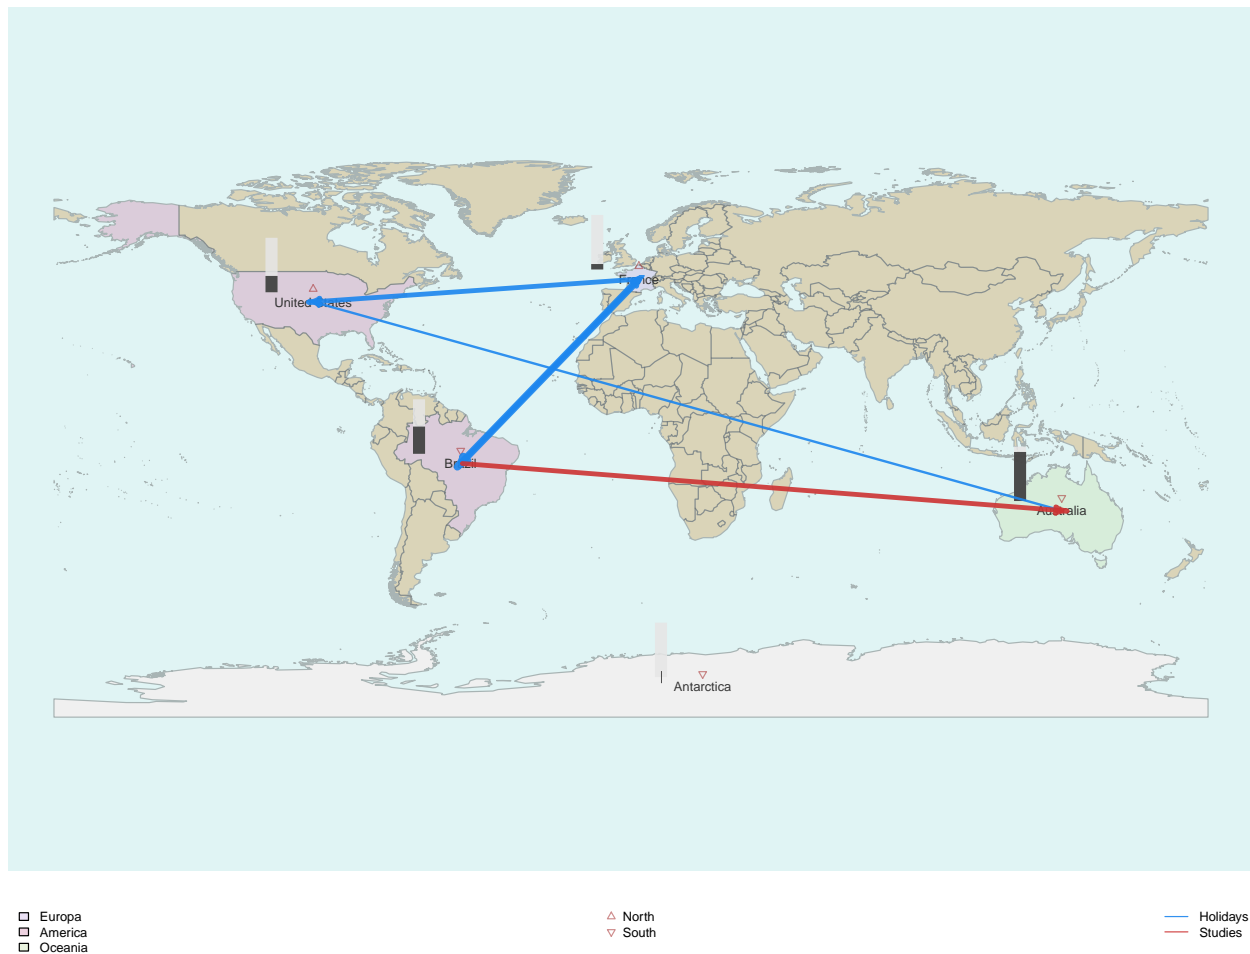 France
United States
Brazil
Australia
Antarctica
Europa
America
Oceania
North
South
Holidays
Studies